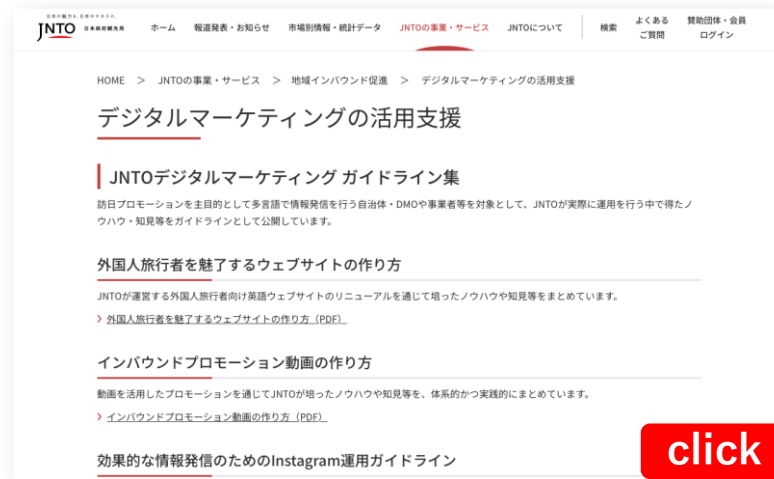 日本の魅力を、日本のチカラに。
JNTO 日本政府観光局
ホーム 報道発表・お知らせ 市場別情報・統計データ JNTOの事業・サービス JNTOについて 検索 よくある ご質問 賛助団体・会員 ログイン
HOME > JNTOの事業・サービス > 地域インバウンド促進 > デジタルマーケティングの活用支援
デジタルマーケティングの活用支援
JNTOデジタルマーケティング ガイドライン集
訪日プロモーションを主目的として多言語で情報発信を行う自治体・DMOや事業者等を対象として、JNTOが実際に運用を行う中で得たノ
ウハウ・知見等をガイドラインとして公開しています。
外国人旅行者を魅了するウェブサイトの作り方
JNTOが運営する外国人旅行者向け英語ウェブサイトのリニューアルを通じて培ったノウハウや知見等をまとめています。
外国人旅行者を魅了するウェブサイトの作り方（PDF）
インバウンドプロモーション動画の作り方
動画を活用したプロモーションを通じてJNTOが培ったノウハウや知見等を、体系的かつ実践的にまとめています。
インバウンドプロモーション動画の作り方（PDF）
効果的な情報発信のためのInstagram運用ガイドライン
click